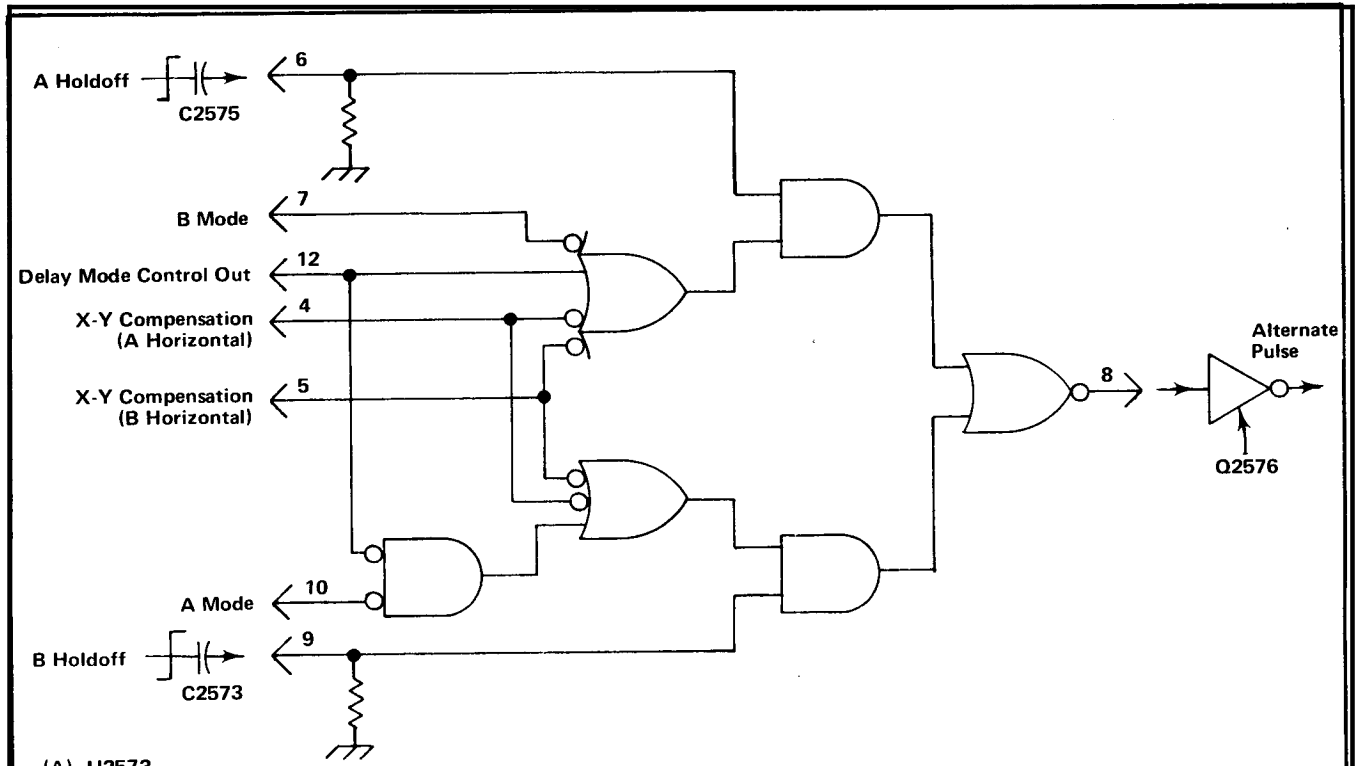 A Holdoff
C2575
6
B Mode
7
Delay Mode Control Out
12
X-Y Compensation
(A Horizontal)
4
X-Y Compensation
(B Horizontal)
5
A Mode
10
B Holdoff
C2573
9
8
Alternate
Pulse
Q2576
(A) U2573